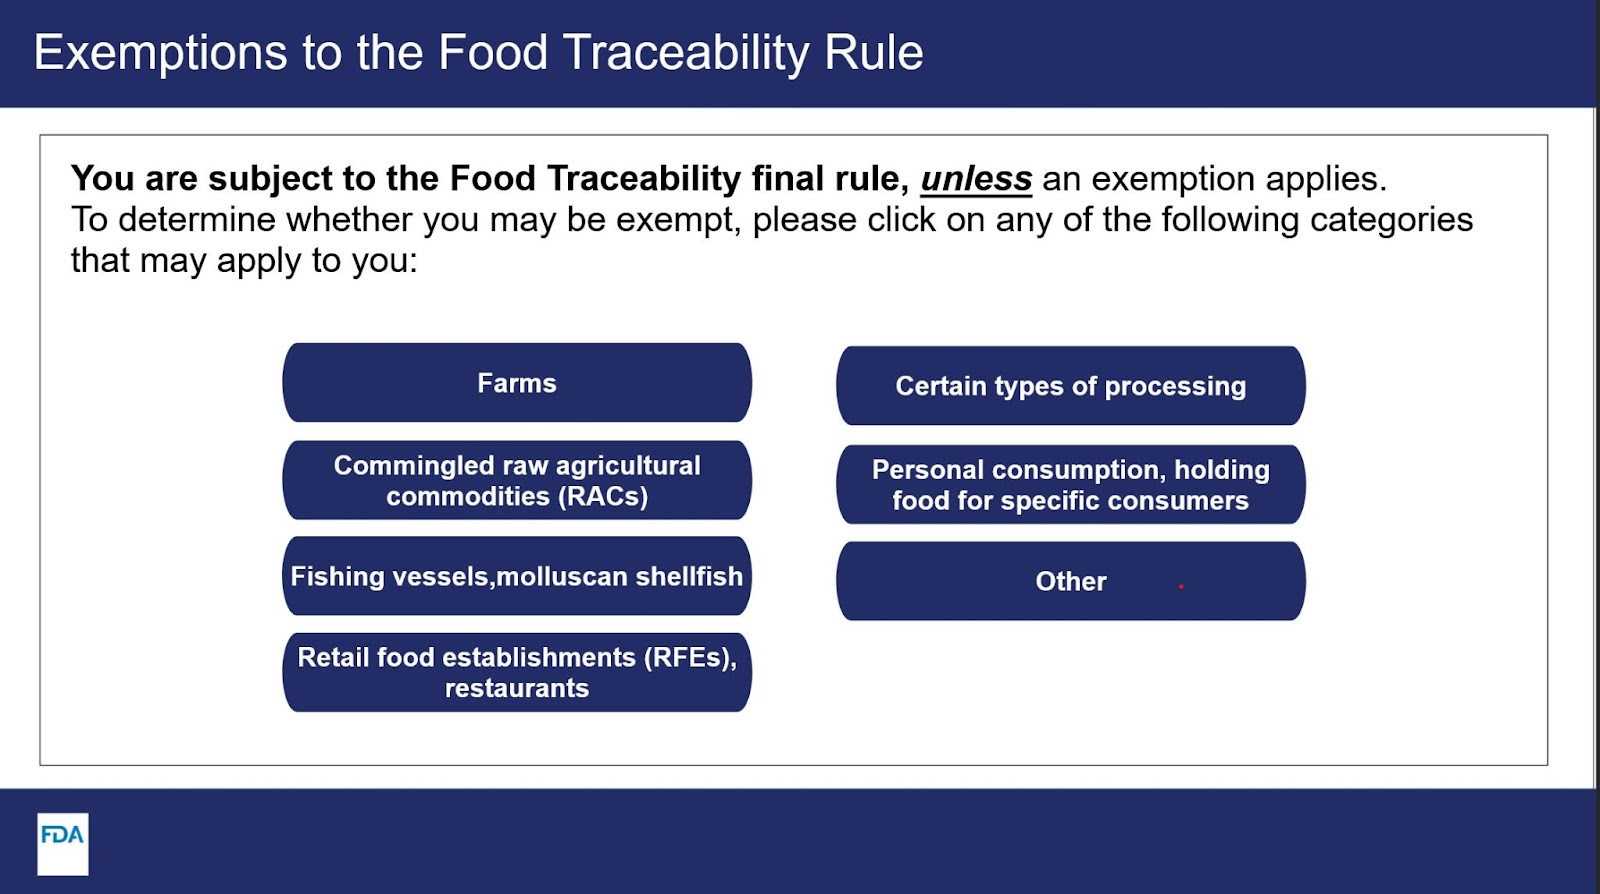 Exemptions to the Food Traceability Rule
You are subject to the Food Traceability final rule, unless an exemption applies.
To determine whether you may be exempt, please click on any of the following categories
that may apply to you:
Farms
Commingled raw agricultural
commodities (RACs)
Fishing vessels,molluscan shellfish
Retail food establishments (RFEs),
restaurants
Certain types of processing
Personal consumption, holding
food for specific consumers
Other
FDA